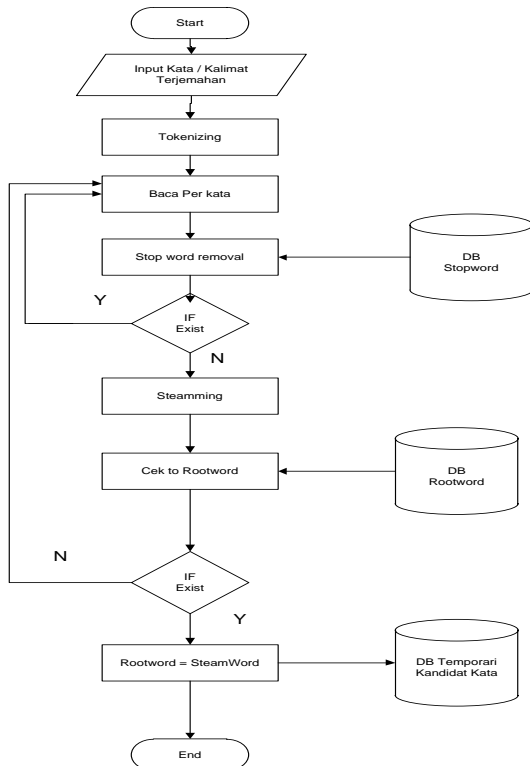 Start
Input Kata / Kalimat
Terjemahan
Tokenizing
Baca Per kata
Stop word removal
DB
Stopword
Y
IF
Exist
N
Steamming
Cek to Rootword
DB
Rootword
N
IF
Exist
Y
Rootword = SteamWord
DB Temporari
Kandidat Kata
End